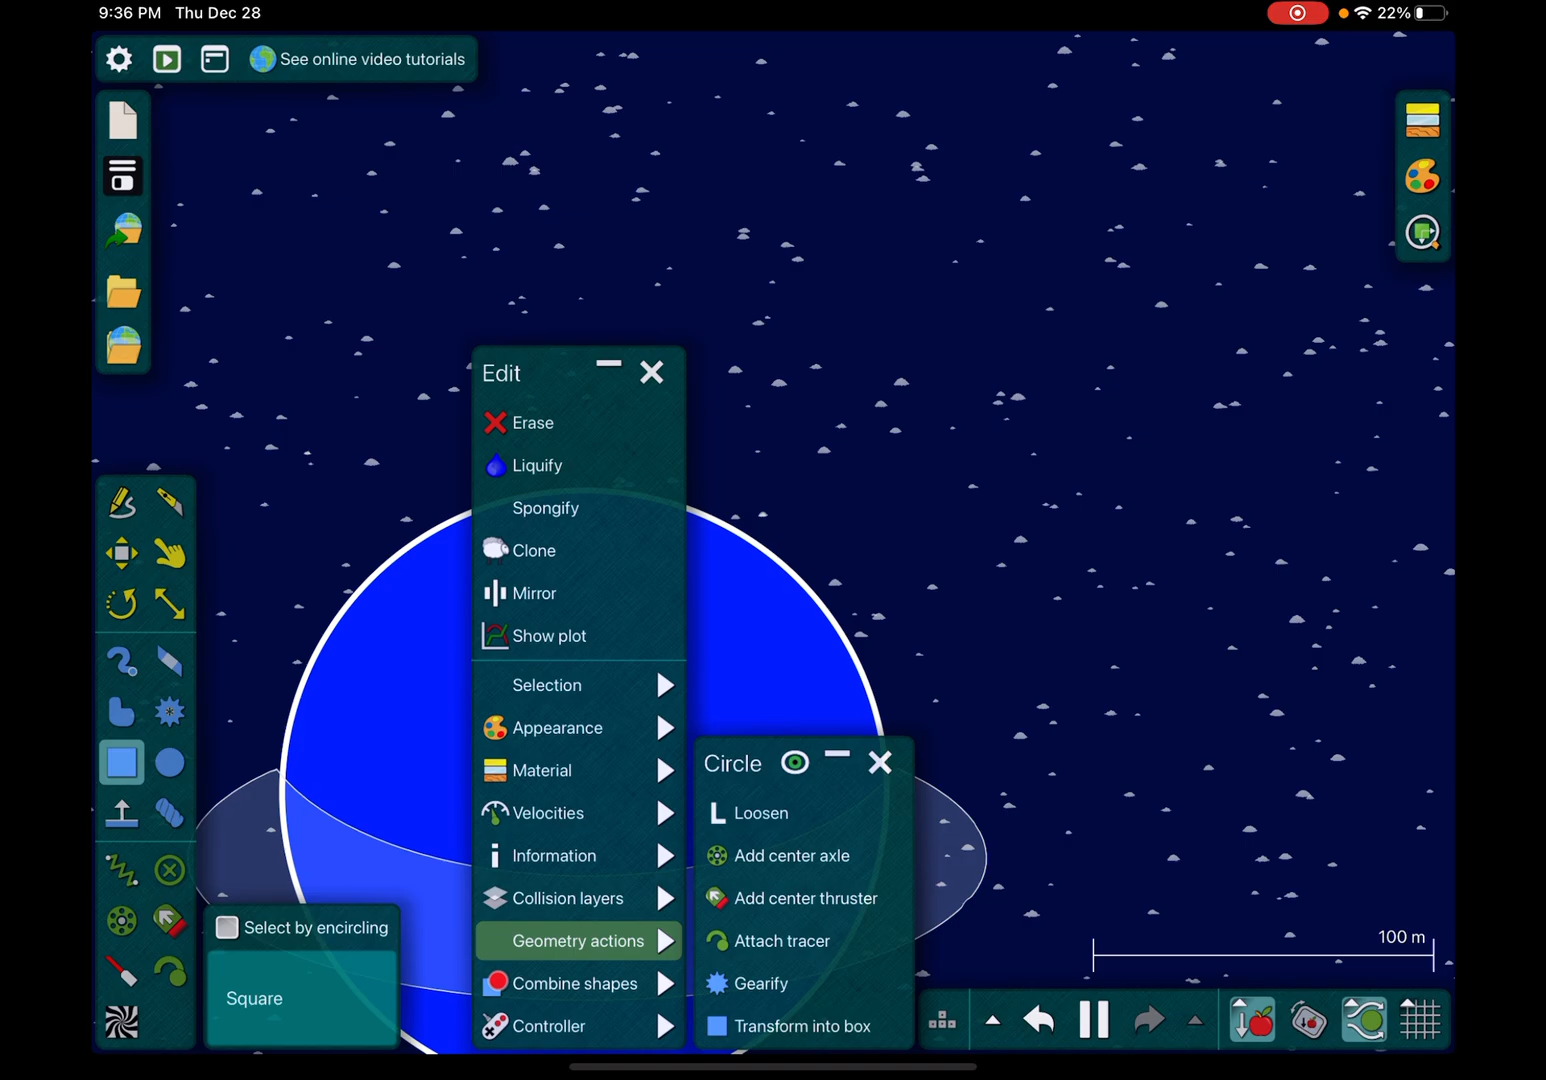 9:36 PM Thu Dec 28
22%
See online video tutorials
Edit
Erase
Liquify
Spongify
Clone
Mirror
Show plot
Selection
Appearance
Material
Velocities
Information
Collision layers
Geometry actions
Combine shapes
Controller
Circle
Loosen
Add center axle
Add center thruster
Attach tracer
Gearify
Transform into box
Select by encircling
Square
100 m